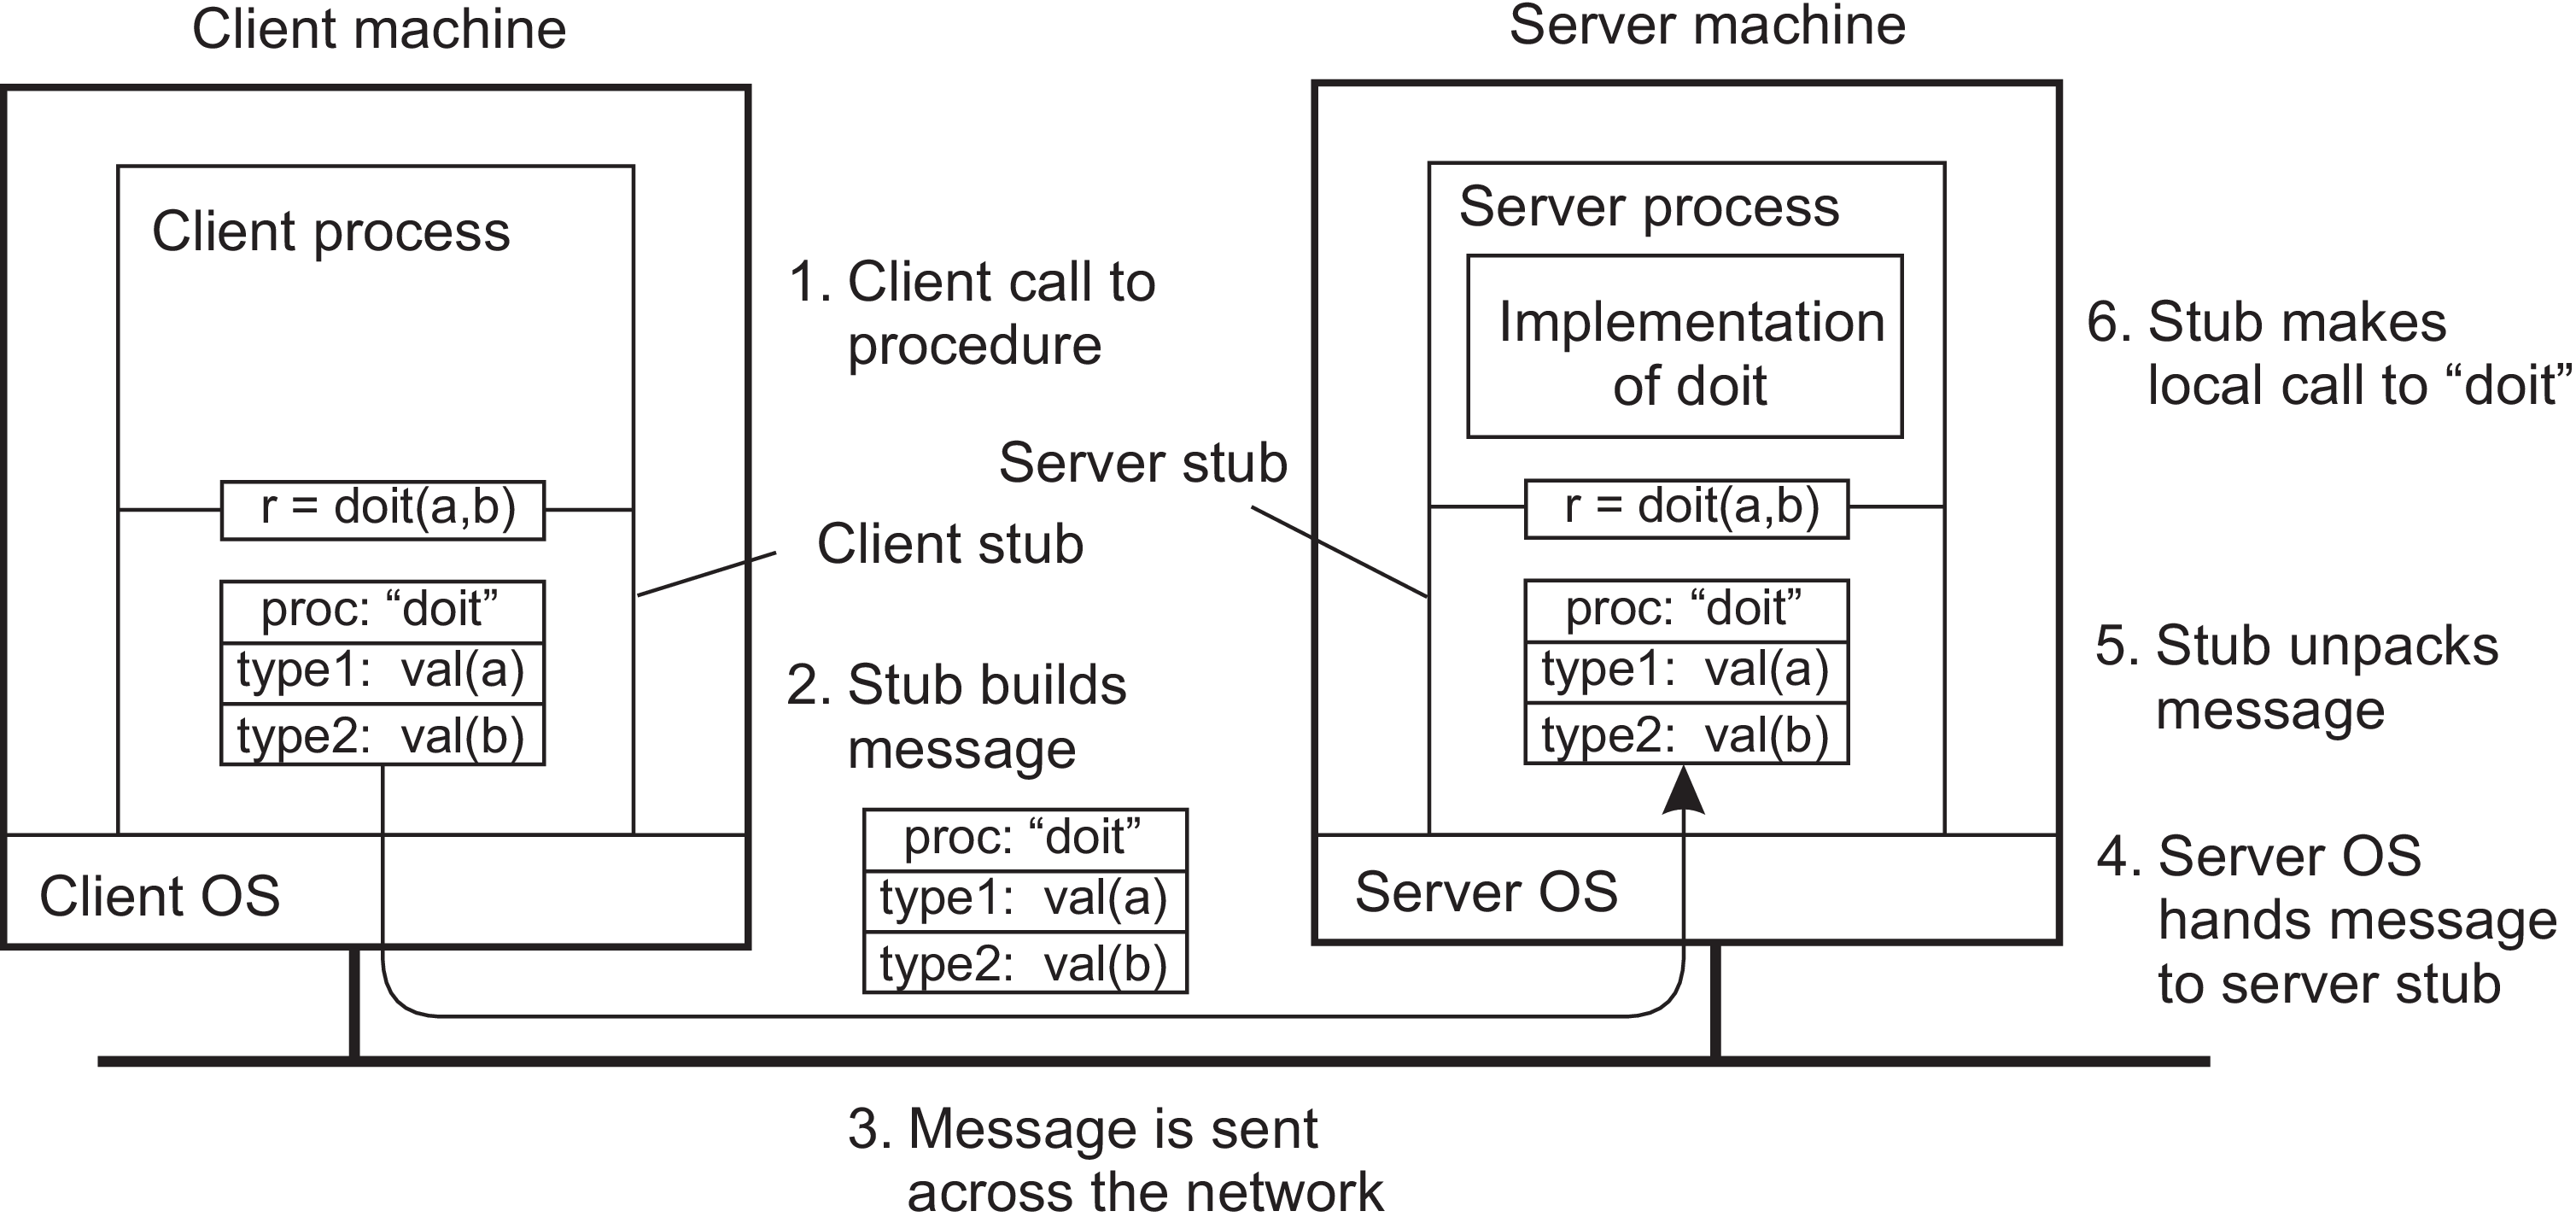 Client machine
Server machine
Client process
Server process
1. Client call to
procedure
Implementation
of doit
6. Stub makes
local call to “doit”
Server stub
r = doit(a,b)
r = doit(a,b)
Client stub
proc: “doit”
type1: val(a)
type2: val(b)
proc: “doit”
type1: val(a)
type2: val(b)
2. Stub builds
message
5. Stub unpacks
message
proc: “doit”
type1: val(a)
type2: val(b)
Client OS
Server OS
4. Server OS
hands message
to server stub
3. Message is sent
across the network